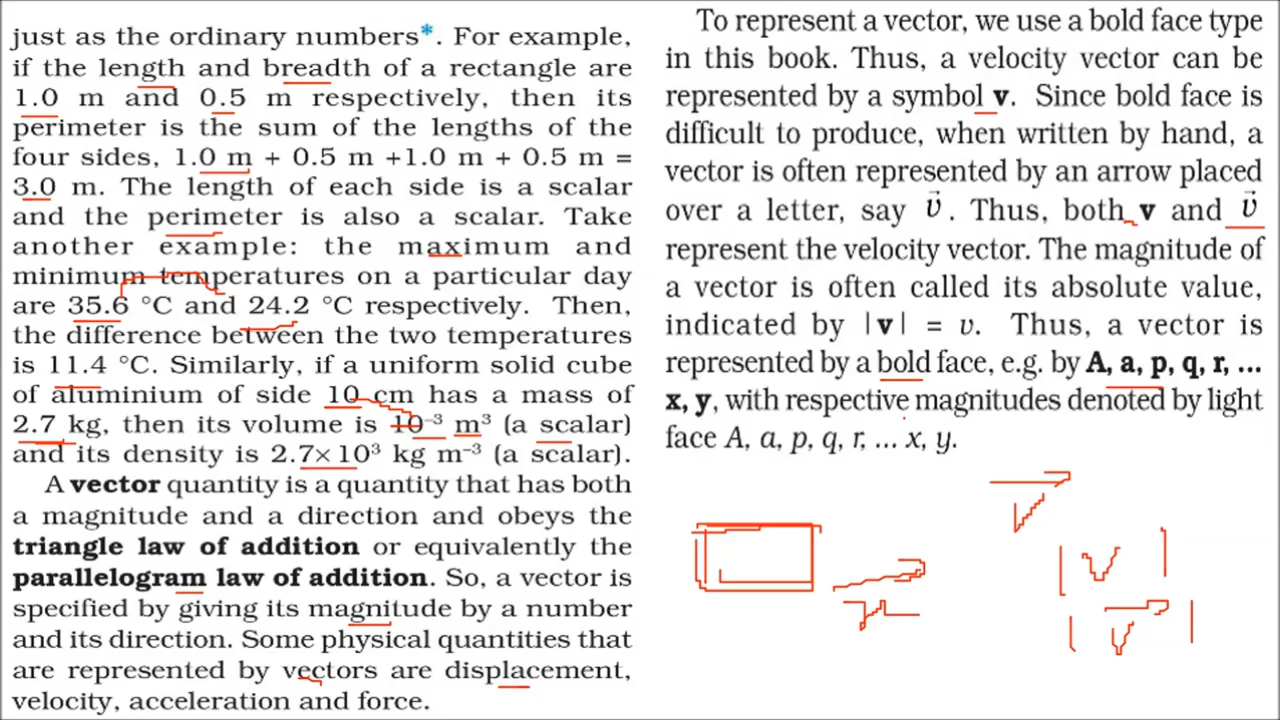 just as the ordinary numbers*. For example,
if the length and breadth of a rectangle are
1.0 m and 0.5 m respectively, then its
perimeter is the sum of the lengths of the
four sides, 1.0 m + 0.5 m +1.0 m + 0.5 m =
3.0 m. The length of each side is a scalar
and the perimeter is also a scalar. Take
another example: the maximum and
minimum temperatures on a particular day
are 35.6 °C and 24.2 °C respectively. Then,
the difference between the two temperatures
is 11.4 °C. Similarly, if a uniform solid cube
of aluminium of side 10 cm has a mass of
2.7 kg, then its volume is 10⁻³ m³ (a scalar)
and its density is 2.7×10³ kg m⁻³ (a scalar).
A vector quantity is a quantity that has both
a magnitude and a direction and obeys the
triangle law of addition or equivalently the
parallelogram law of addition. So, a vector is
specified by giving its magnitude by a number
and its direction. Some physical quantities that
are represented by vectors are displacement,
velocity, acceleration and force.
To represent a vector, we use a bold face type
in this book. Thus, a velocity vector can be
represented by a symbol v. Since bold face is
difficult to produce, when written by hand, a
vector is often represented by an arrow placed
over a letter, say v⃗. Thus, both v and v⃗
represent the velocity vector. The magnitude of
a vector is often called its absolute value,
indicated by |v| = v. Thus, a vector is
represented by a bold face, e.g. by A, a, p, q, r, ...
x, y, with respective magnitudes denoted by light
face A, a, p, q, r, ... x, y.
v⃗
|v|
|v⃗|